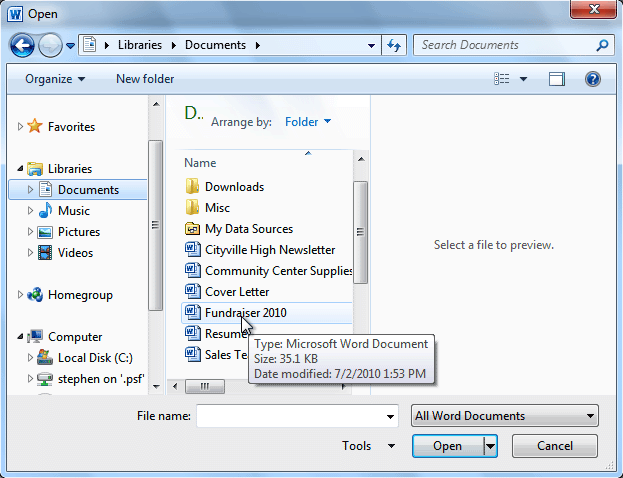 Open
Libraries
Documents
Search Documents
Organize
New folder
Favorites
Libraries
Documents
Music
Pictures
Videos
Homegroup
Computer
Local Disk (C:)
stephen on '.psf'
D..
Arrange by: Folder
Name
Downloads
Misc
My Data Sources
Cityville High Newsletter
Community Center Supplies
Cover Letter
Fundraiser 2010
Resume
Sales Te
Type: Microsoft Word Document
Size: 35.1 KB
Date modified: 7/2/2010 1:53 PM
Select a file to preview.
File name:
All Word Documents
Tools
Open
Cancel